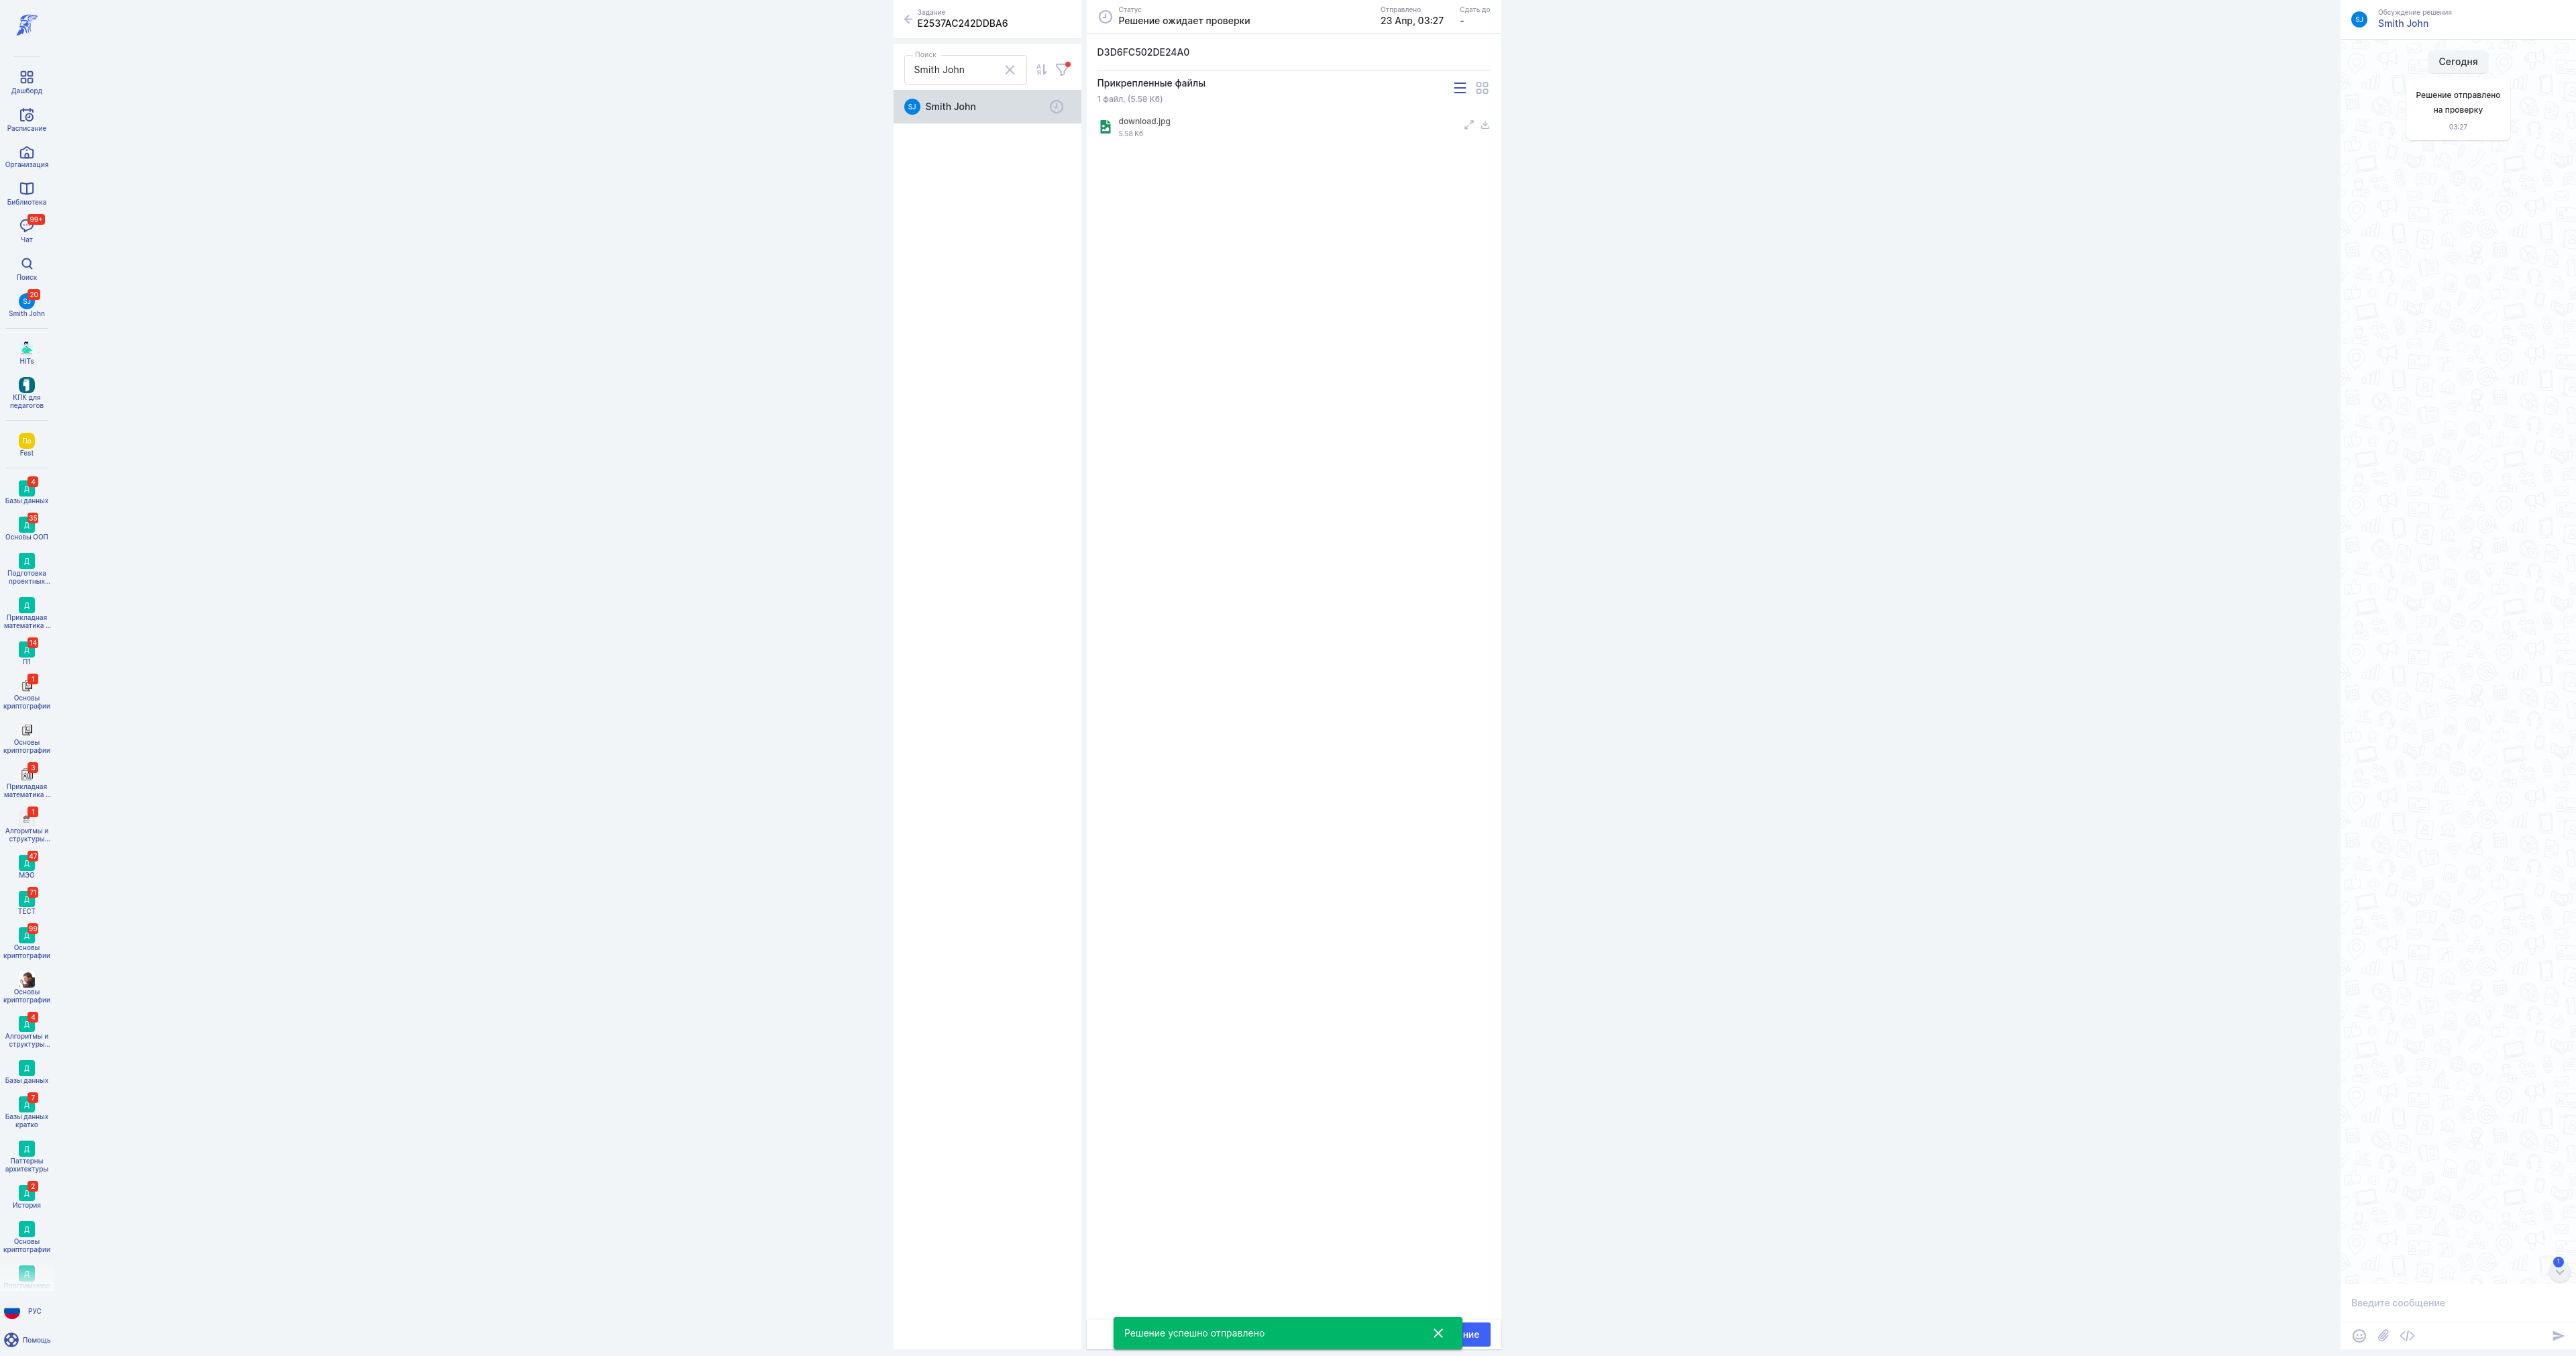 Дашборд
Расписание
Организация
Библиотека
99+
Чат
Поиск
20
SJ
Smith John
HITs
КПК для
педагогов
Па
Fest
4
Д
Базы данных
35
Д
Основы ООП
Д
Подготовка
проектных...
Д
Прикладная
математика ...
14
Д
П1
1
Основы
криптографии
Основы
криптографии
3
Прикладная
математика ...
1
Алгоритмы и
структуры...
47
Д
МЭО
71
Д
ТЕСТ
99
Д
Основы
криптографии
Основы
криптографии
4
Д
Алгоритмы и
структуры...
Д
Базы данных
7
Д
Базы данных
кратко
Д
Паттерны
архитектуры
2
Д
История
Д
Основы
криптографии
Д
РУС
Помощь
Задание
E2537AC242DDBA6
Поиск
Smith John
SJ Smith John
Статус
Решение ожидает проверки
Отправлено
23 Апр, 03:27
Сдать до
-
D3D6FC502DE24A0
Прикрепленные файлы
1 файл, (5.58 Кб)
download.jpg
5.58 Кб
Решение успешно отправлено
ние
SJ
Обсуждение решения
Smith John
Сегодня
Решение отправлено
на проверку
03:27
1
Введите сообщение